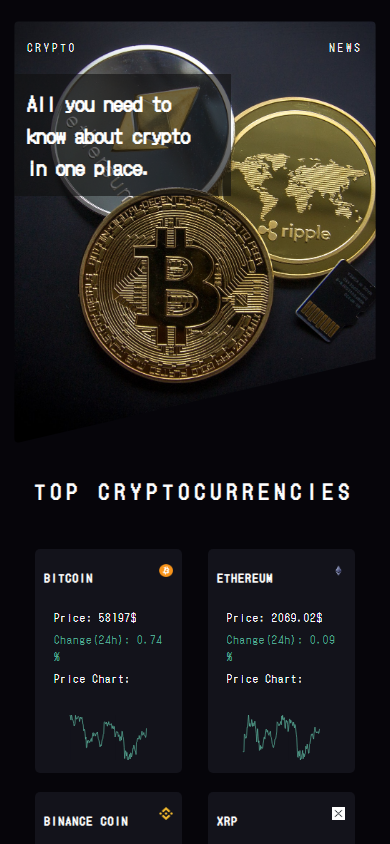 CRYPTO
NEWS
All you need to
know about crypto
In one place.
ethereum
ripple
TOP CRYPTOCURRENCIES
BITCOIN
Price: 58197$
Change(24h): 0.74
%
Price Chart:
ETHEREUM
Price: 2069.02$
Change(24h): 0.09
%
Price Chart:
BINANCE COIN
XRP